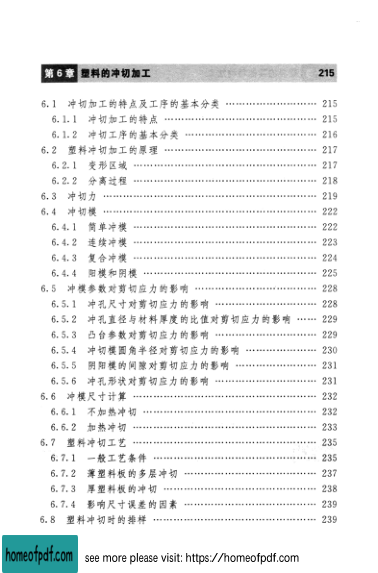 第6章 塑料的冲切加工 215
6.1 冲切加工的特点及工序的基本分类 …………………… 215
6.1.1 冲切加工的特点 …………………… 215
6.1.2 冲切工序的基本分类 …………………… 216
6.2 塑料冲切加工的原理 …………………… 217
6.2.1 变形区域 …………………… 217
6.2.2 分离过程 …………………… 218
6.3 冲切力 …………………… 219
6.4 冲切模 …………………… 222
6.4.1 简单冲模 …………………… 222
6.4.2 连续冲模 …………………… 223
6.4.3 复合冲模 …………………… 224
6.4.4 阳模和阴模 …………………… 225
6.5 冲模参数对剪切应力的影响 …………………… 228
6.5.1 冲孔尺寸对剪切应力的影响 …………………… 228
6.5.2 冲孔直径与材料厚度的比值对剪切应力的影响 …… 229
6.5.3 凸台参数对剪切应力的影响 …………………… 229
6.5.4 冲切模圆角半径对剪切应力的影响 ……………… 230
6.5.5 阴阳模的间隙对剪切应力的影响 ……………… 231
6.5.6 冲孔形状对剪切应力的影响 …………………… 231
6.6 冲模尺寸计算 …………………… 232
6.6.1 不加热冲切 …………………… 232
6.6.2 加热冲切 …………………… 233
6.7 塑料冲切工艺 …………………… 235
6.7.1 一般工艺条件 …………………… 235
6.7.2 薄塑料板的多层冲切 …………………… 237
6.7.3 厚塑料板的冲切 …………………… 238
6.7.4 影响尺寸误差的因素 …………………… 239
6.8 塑料冲切时的排样 …………………… 239
homeofpdf.com see more please visit: https://homeofpdf.com